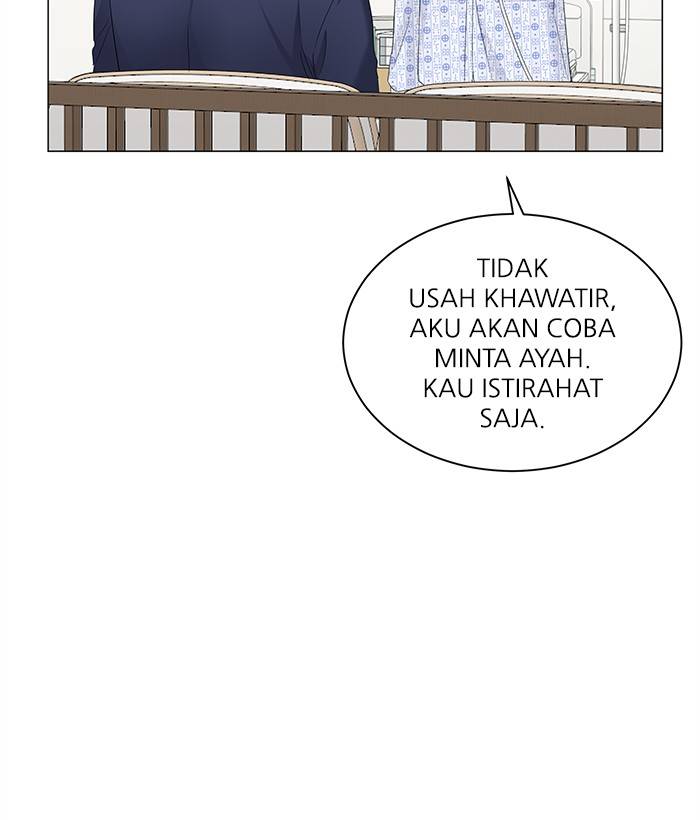 TIDAK
USAH KHAWATIR,
AKU AKAN COBA
MINTA AYAH.
KAU ISTIRAHAT
SAJA.